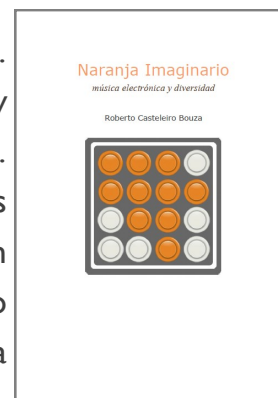 Naranja Imaginario
música electrónica y diversidad
Roberto Casteleiro Bouza